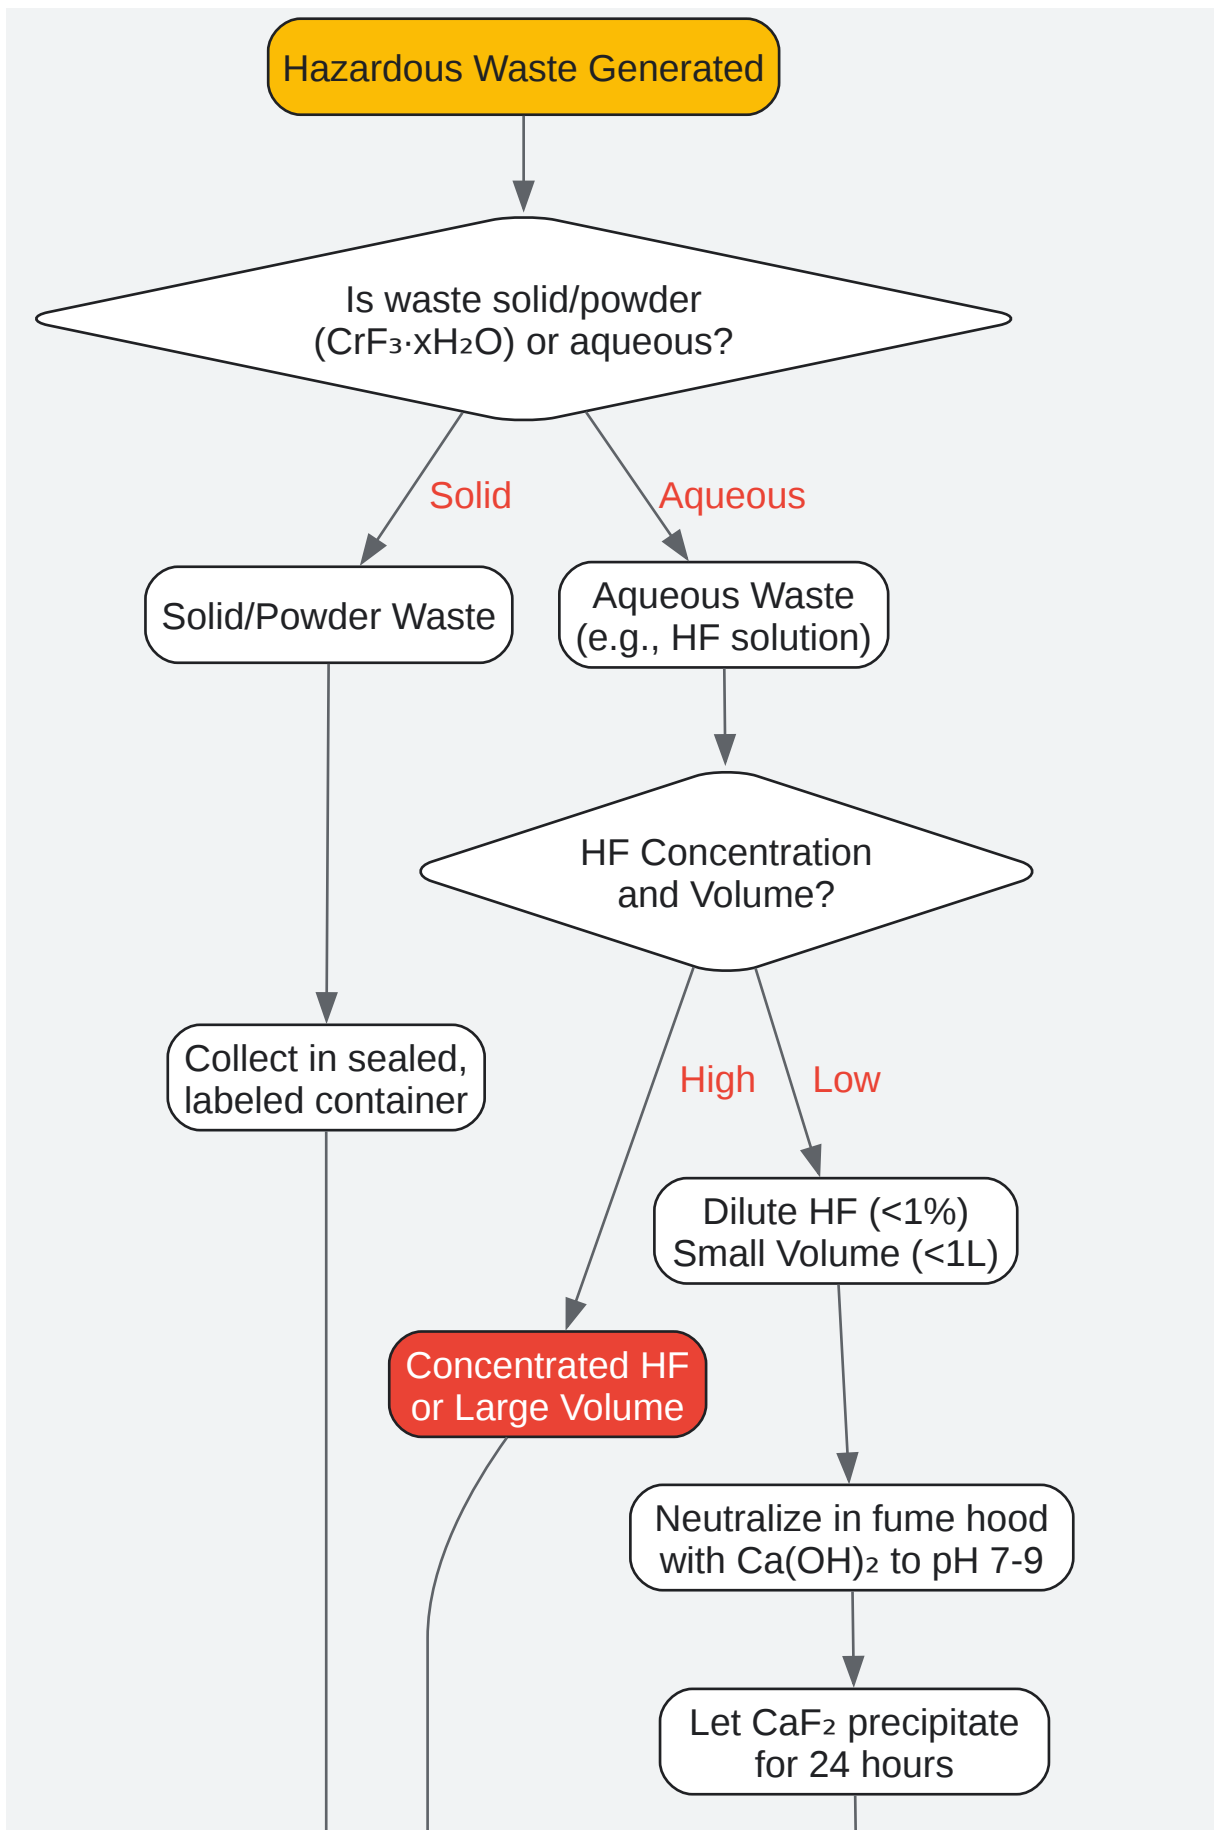 Hazardous Waste Generated
Is waste solid/powder
(CrF₃·xH₂O) or aqueous?
Solid
Aqueous
Solid/Powder Waste
Aqueous Waste
(e.g., HF solution)
HF Concentration
and Volume?
Collect in sealed,
labeled container
High
Low
Dilute HF (<1%)
Small Volume (<1L)
Concentrated HF
or Large Volume
Neutralize in fume hood
with Ca(OH)₂ to pH 7-9
Let CaF₂ precipitate
for 24 hours